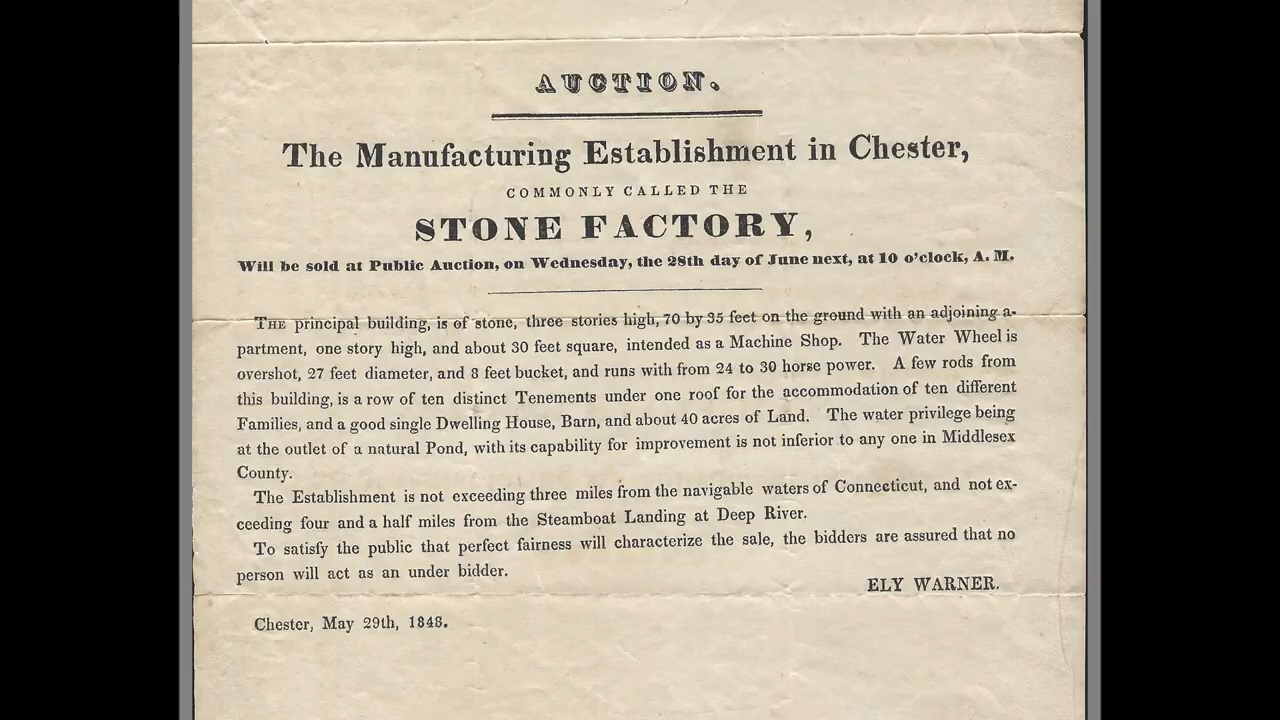 AUCTION.
The Manufacturing Establishment in Chester,
COMMONLY CALLED THE
STONE FACTORY,
Will be sold at Public Auction, on Wednesday, the 28th day of June next, at 10 o'clock, A. M.
THE principal building, is of stone, three stories high, 70 by 35 feet on the ground with an adjoining a-
partment, one story high, and about 30 feet square, intended as a Machine Shop. The Water Wheel is
overshot, 27 feet diameter, and 8 feet bucket, and runs with from 24 to 30 horse power. A few rods from
this building, is a row of ten distinct Tenements under one roof for the accommodation of ten different
Families, and a good single Dwelling House, Barn, and about 40 acres of Land. The water privilege being
at the outlet of a natural Pond, with its capability for improvement is not inferior to any one in Middlesex
County.
The Establishment is not exceeding three miles from the navigable waters of Connecticut, and not ex-
ceeding four and a half miles from the Steamboat Landing at Deep River.
To satisfy the public that perfect fairness will characterize the sale, the bidders are assured that no
person will act as an under bidder.
ELY WARNER.
Chester, May 29th, 1848.